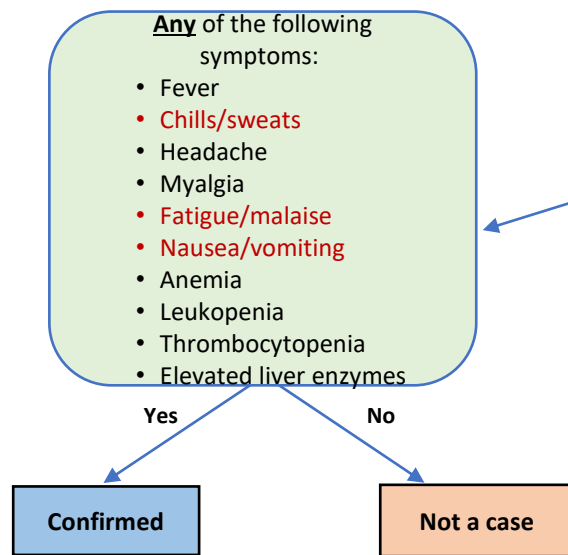 Any of the following
symptoms:
• Fever
• Chills/sweats
• Headache
• Myalgia
• Fatigue/malaise
• Nausea/vomiting
• Anemia
• Leukopenia
• Thrombocytopenia
• Elevated liver enzymes
Yes
No
Confirmed
Not a case